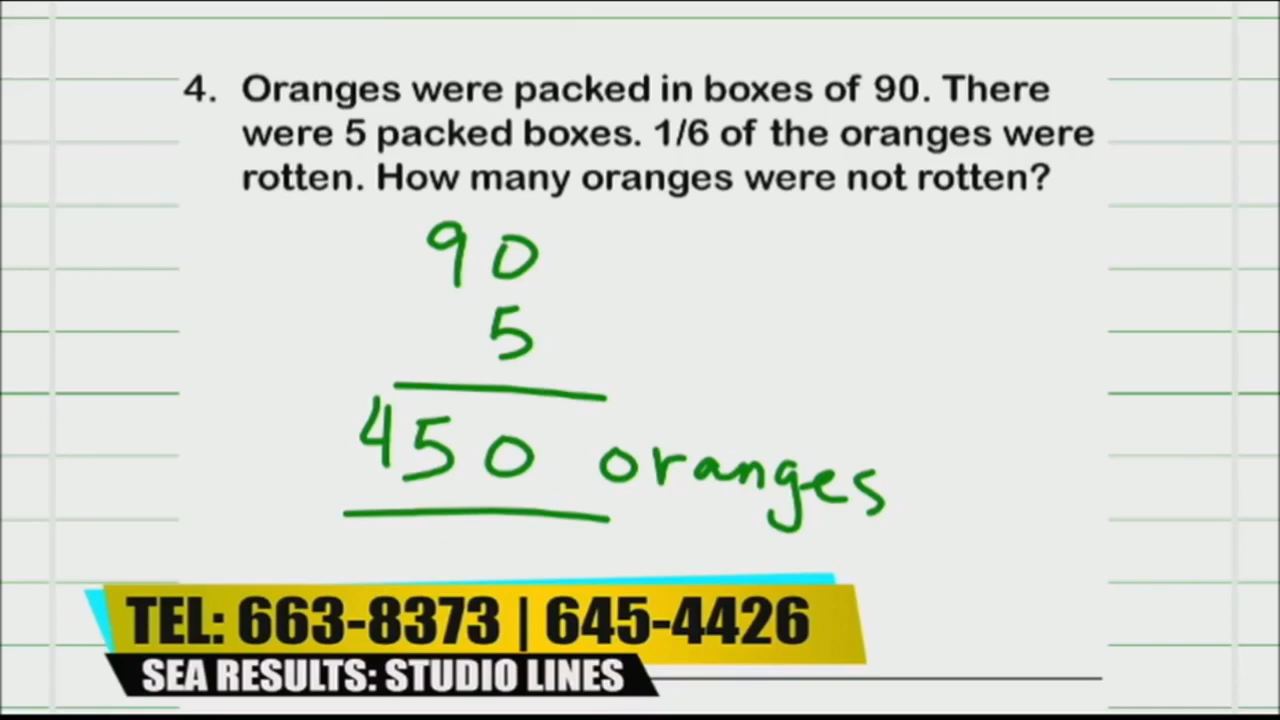 4. Oranges were packed in boxes of 90. There
were 5 packed boxes. 1/6 of the oranges were
rotten. How many oranges were not rotten?
90
5
450 oranges
TEL: 663-8373 | 645-4426
SEA RESULTS: STUDIO LINES